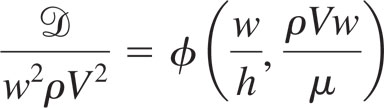 𝒟/(w²ρV²) = ϕ(w/h, ρVw/μ)